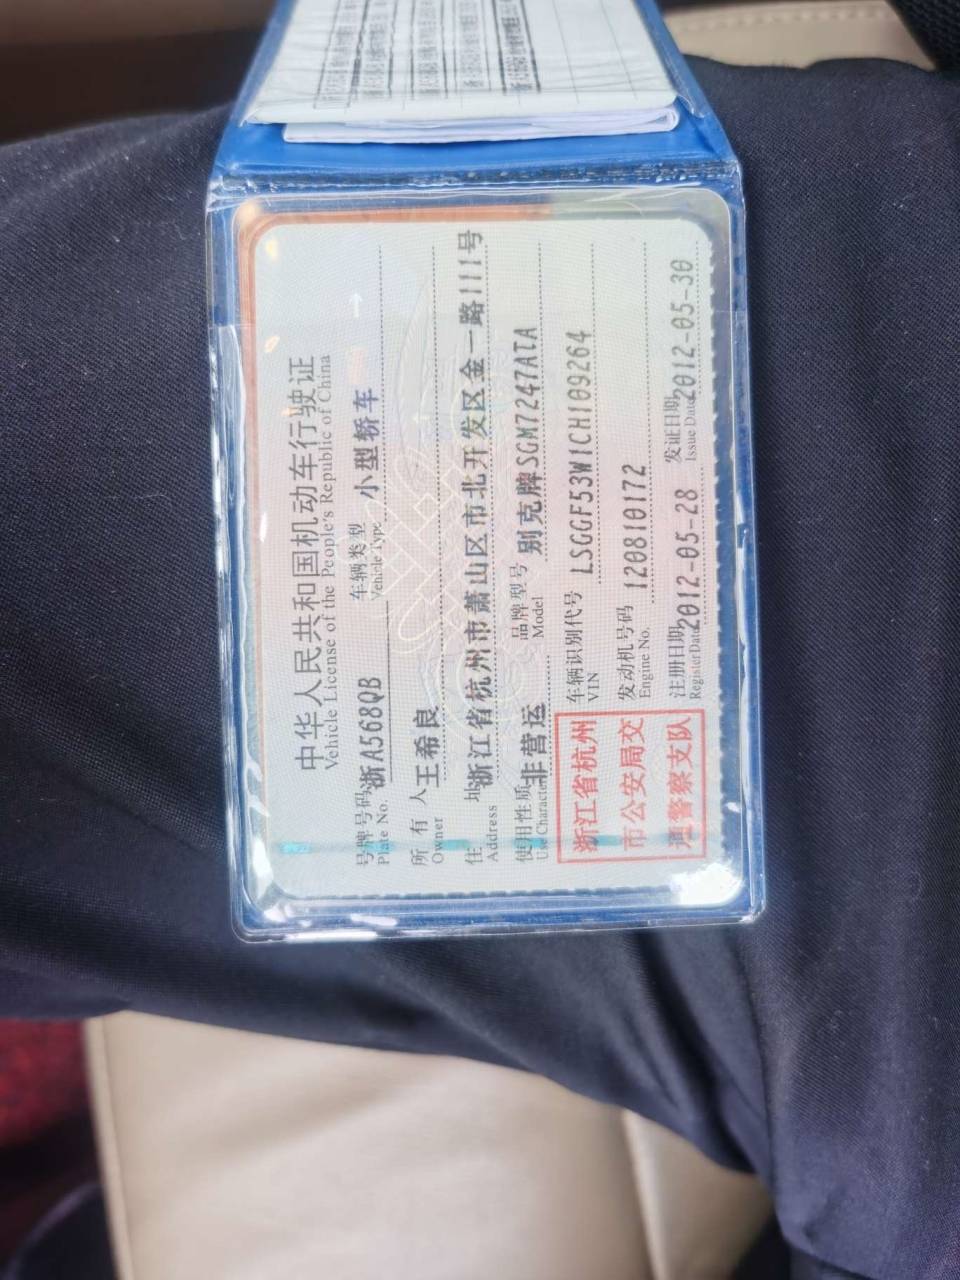 中华人民共和国机动车行驶证
Vehicle License of the People's Republic of China
号牌号码 浙A568QB 车辆类型 小型轿车
Plate No. Vehicle Type
所有人 王希良
Owner
住址 浙江省杭州市萧山区市北开发区金一路111号
Address
使用性质 非营运 品牌型号 别克牌SGM7247ATA
Use Character Model
浙江省杭州
市公安局交
通警察支队
车辆识别代号 LSGGF53W1CH109264
VIN
发动机号码 120810172
Engine No.
注册日期 2012-05-28 发证日期 2012-05-30
Register Date Issue Date